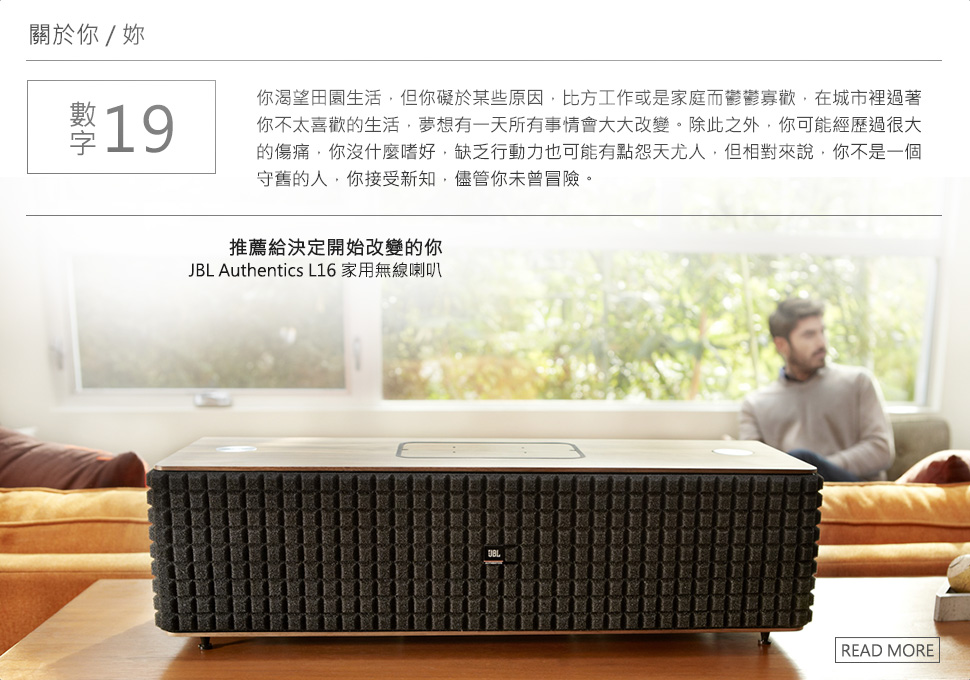 關於你 / 妳
數字 19
你渴望田園生活，但你礙於某些原因，比方工作或是家庭而鬱鬱寡歡，在城市裡過著
你不太喜歡的生活，夢想有一天所有事情會大大改變。除此之外，你可能經歷過很大
的傷痛，你沒什麼嗜好，缺乏行動力也可能有點怨天尤人，但相對來說，你不是一個
守舊的人，你接受新知，儘管你未曾冒險。
推薦給決定開始改變的你
JBL Authentics L16 家用無線喇叭
JBL
READ MORE